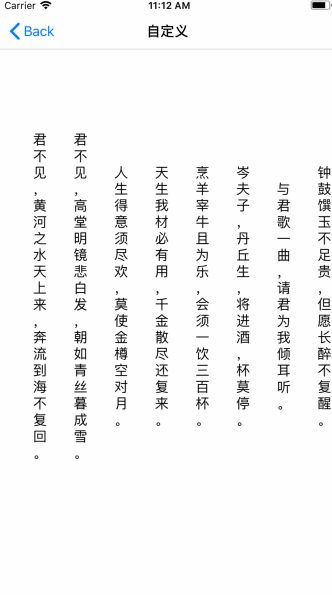 Carrier
11:12 AM
Back
自定义
君不见,黄河之水天上来,奔流到海不复回。
君不见,高堂明镜悲白发,朝如青丝暮成雪。
人生得意须尽欢,莫使金樽空对月。
天生我材必有用,千金散尽还复来。
烹羊宰牛且为乐,会须一饮三百杯。
岑夫子,丹丘生,将进酒,杯莫停。
与君歌一曲,请君为我倾耳听。
钟鼓馔玉不足贵,但愿长醉不复醒。